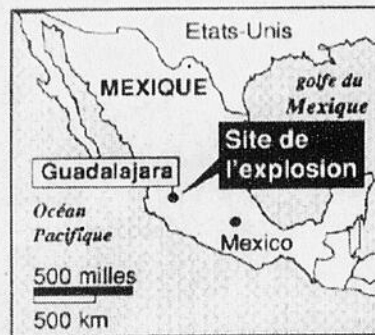 Etats-Unis
MEXIQUE
golfe du
Mexique
Site de
l'explosion
Guadalajara
Océan
Pacifique
Mexico
500 milles
500 km